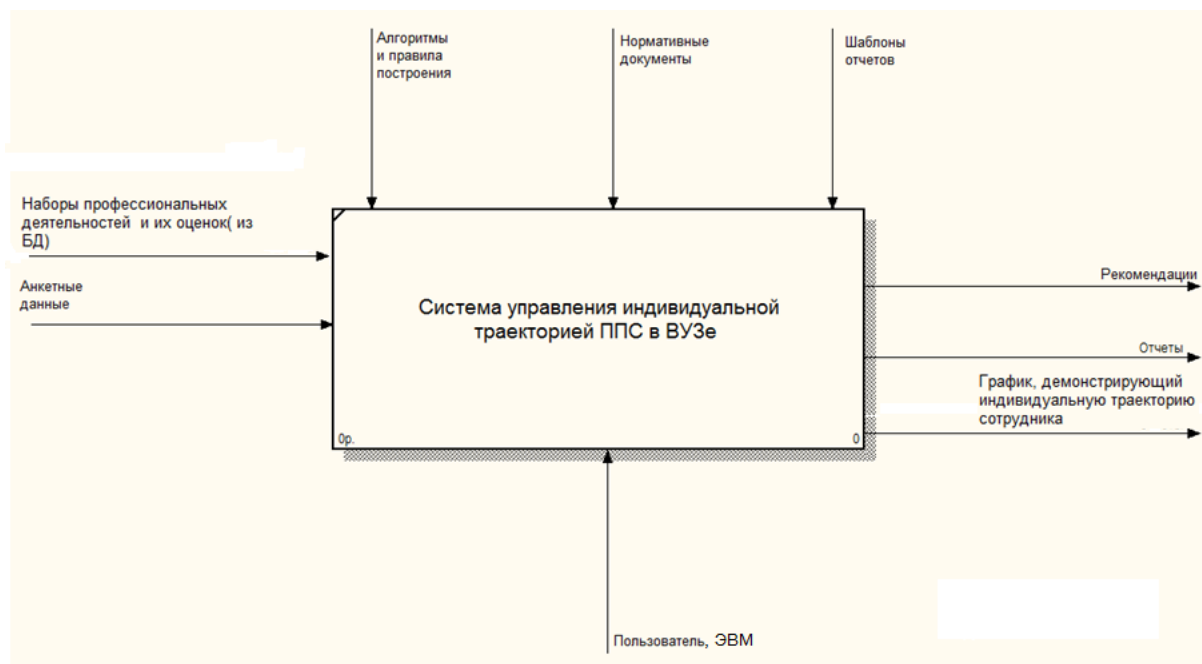 Алгоритмы
и правила
построения
Нормативные
документы
Шаблоны
отчетов
Наборы профессиональных
деятельностей и их оценок( из
БД)
Анкетные
данные
Система управления индивидуальной
траекторией ППС в ВУЗе
0р.
0
Рекомендации
Отчеты
График, демонстрирующий
индивидуальную траекторию
сотрудника
Пользователь, ЭВМ